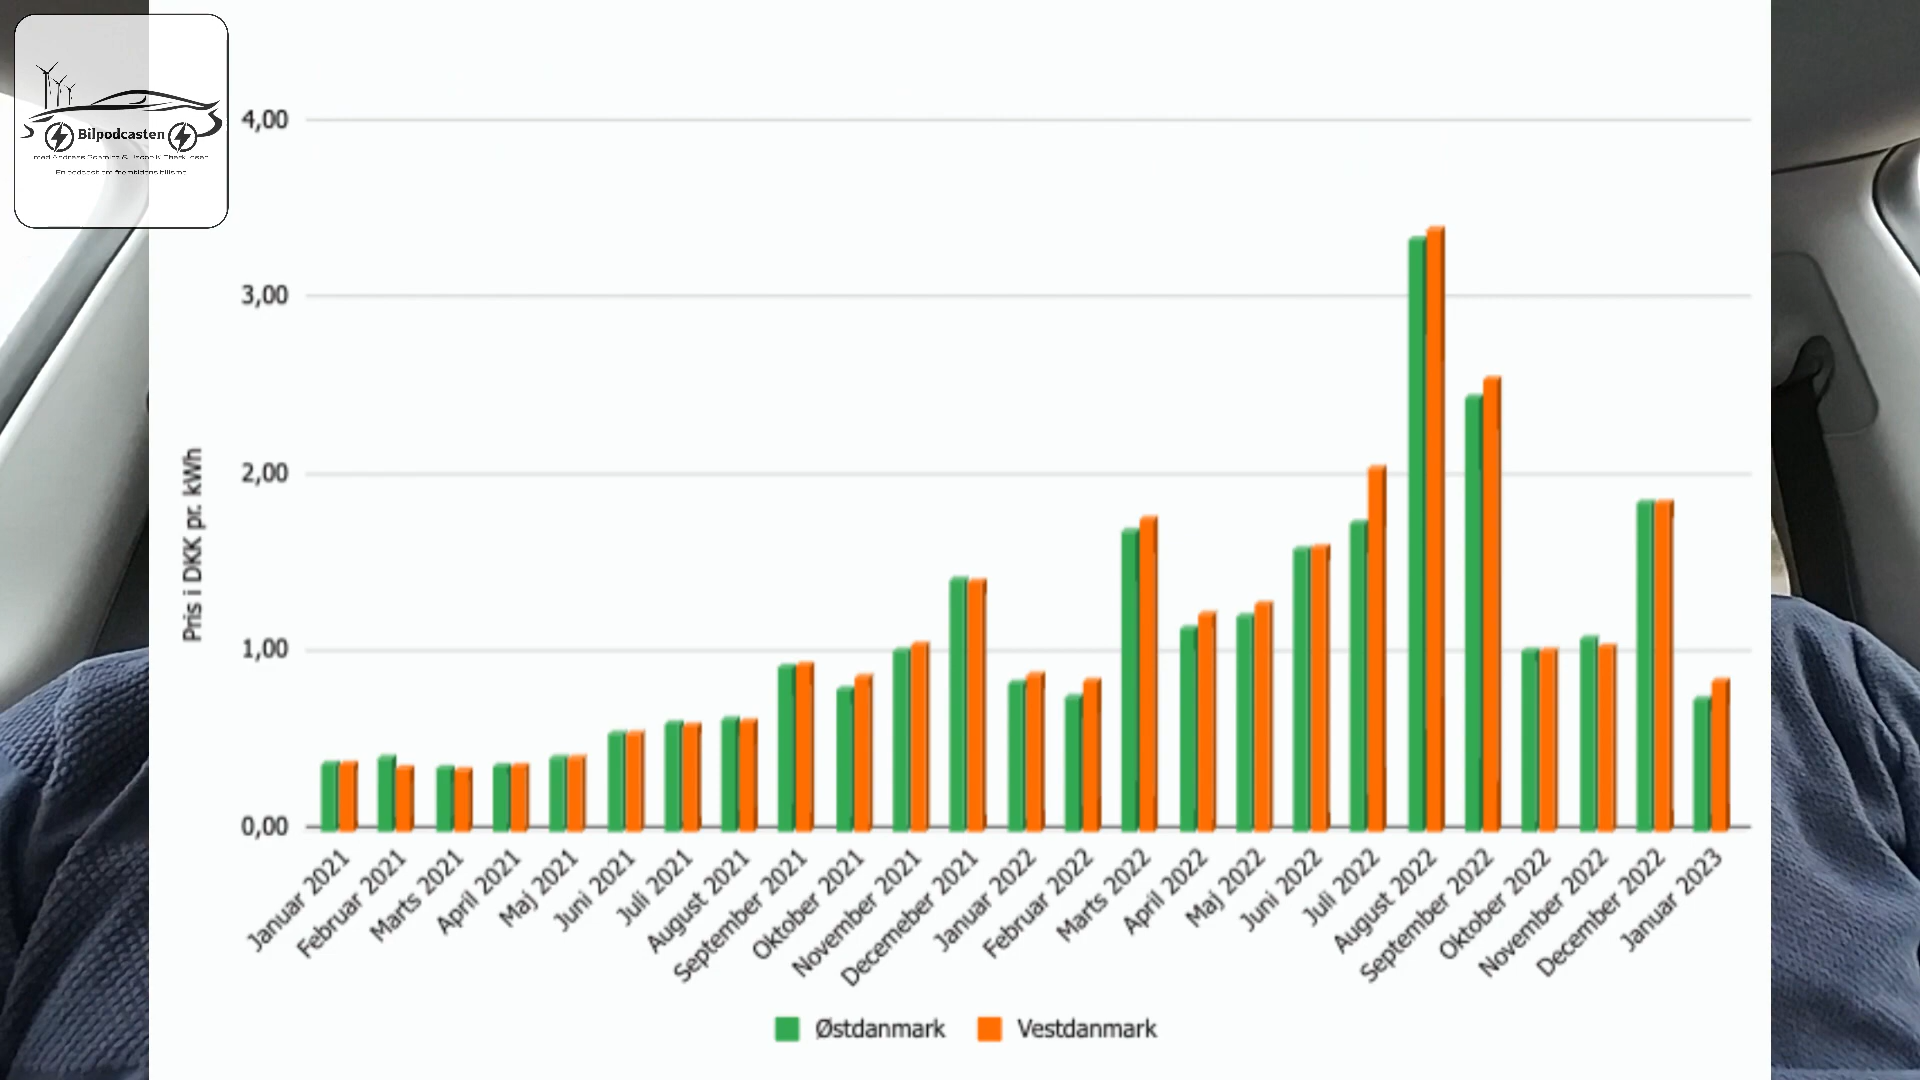 Bilpodcasten
4,00
3,00
2,00
1,00
0,00
Pris i DKK pr. kWh
Januar 2021
Februar 2021
Marts 2021
April 2021
Maj 2021
Juni 2021
Juli 2021
August 2021
September 2021
Oktober 2021
November 2021
Decemeber 2021
Januar 2022
Februar 2022
Marts 2022
April 2022
Maj 2022
Juni 2022
Juli 2022
August 2022
September 2022
Oktober 2022
November 2022
December 2022
Januar 2023
Østdanmark
Vestdanmark